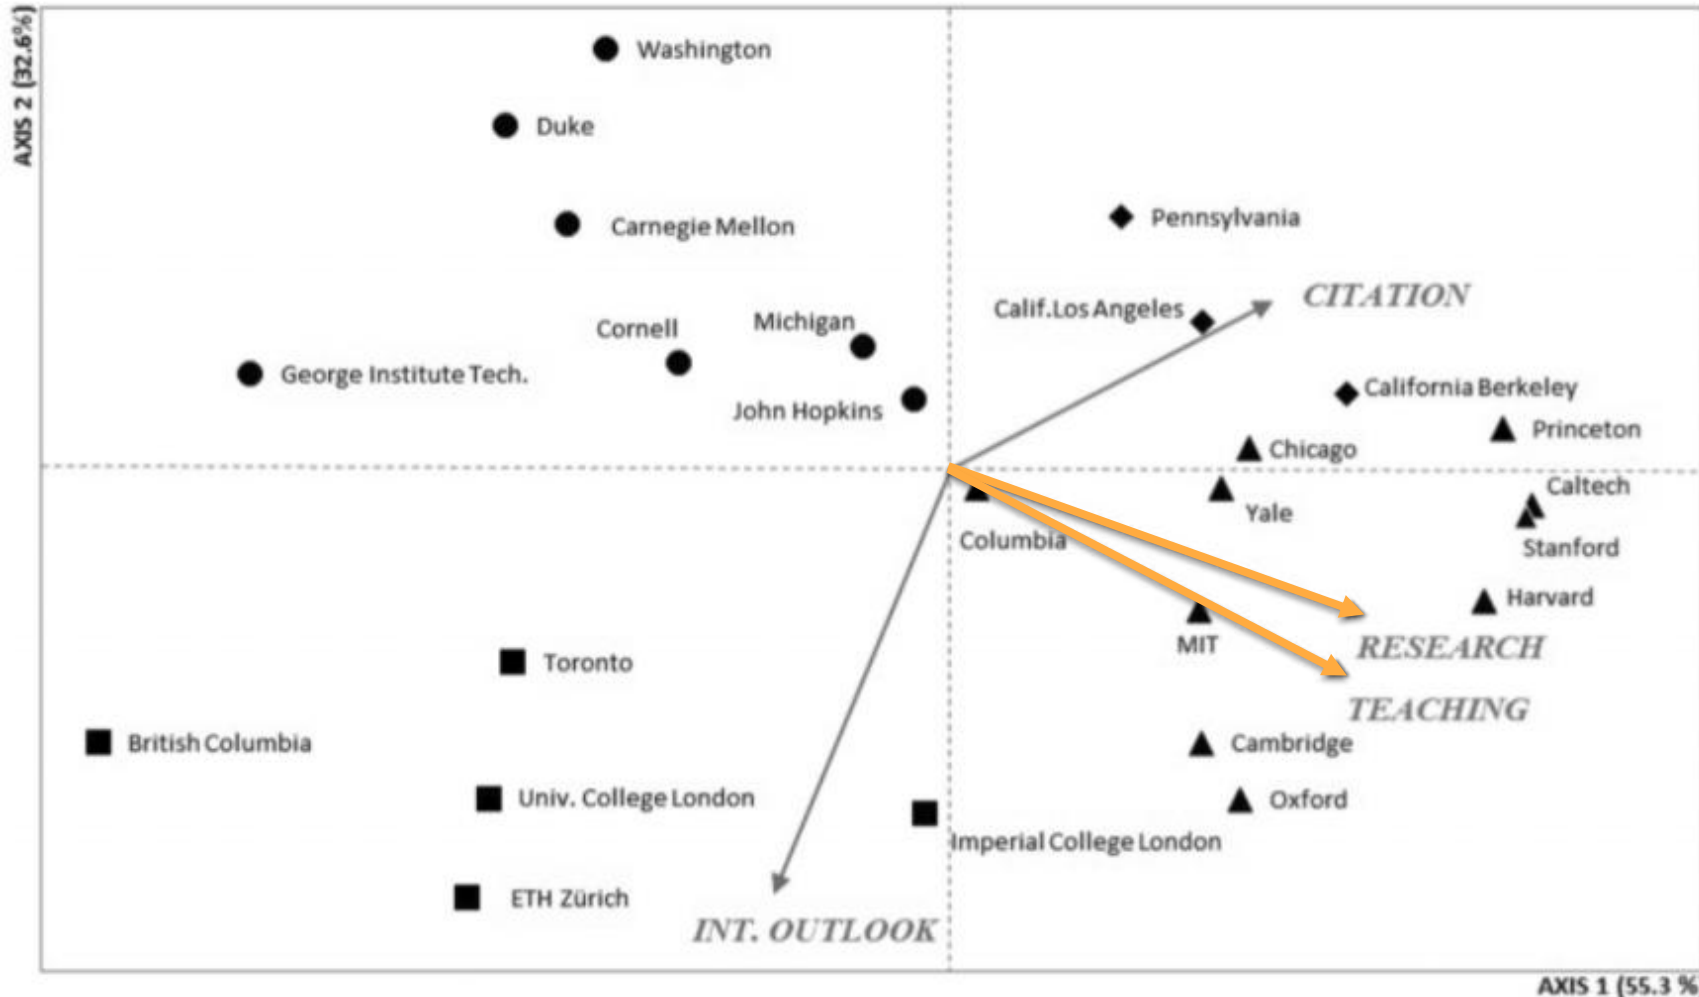 AXIS 2 (32.6%)
Washington
Duke
Pennsylvania
Carnegie Mellon
CITATION
Calif.Los Angeles
Michigan
Cornell
George Institute Tech.
California Berkeley
John Hopkins
Princeton
Chicago
Caltech
Yale
Columbia
Stanford
Harvard
MIT
RESEARCH
Toronto
TEACHING
British Columbia
Cambridge
Univ. College London
Oxford
Imperial College London
ETH Zürich
INT. OUTLOOK
AXIS 1 (55.3 %